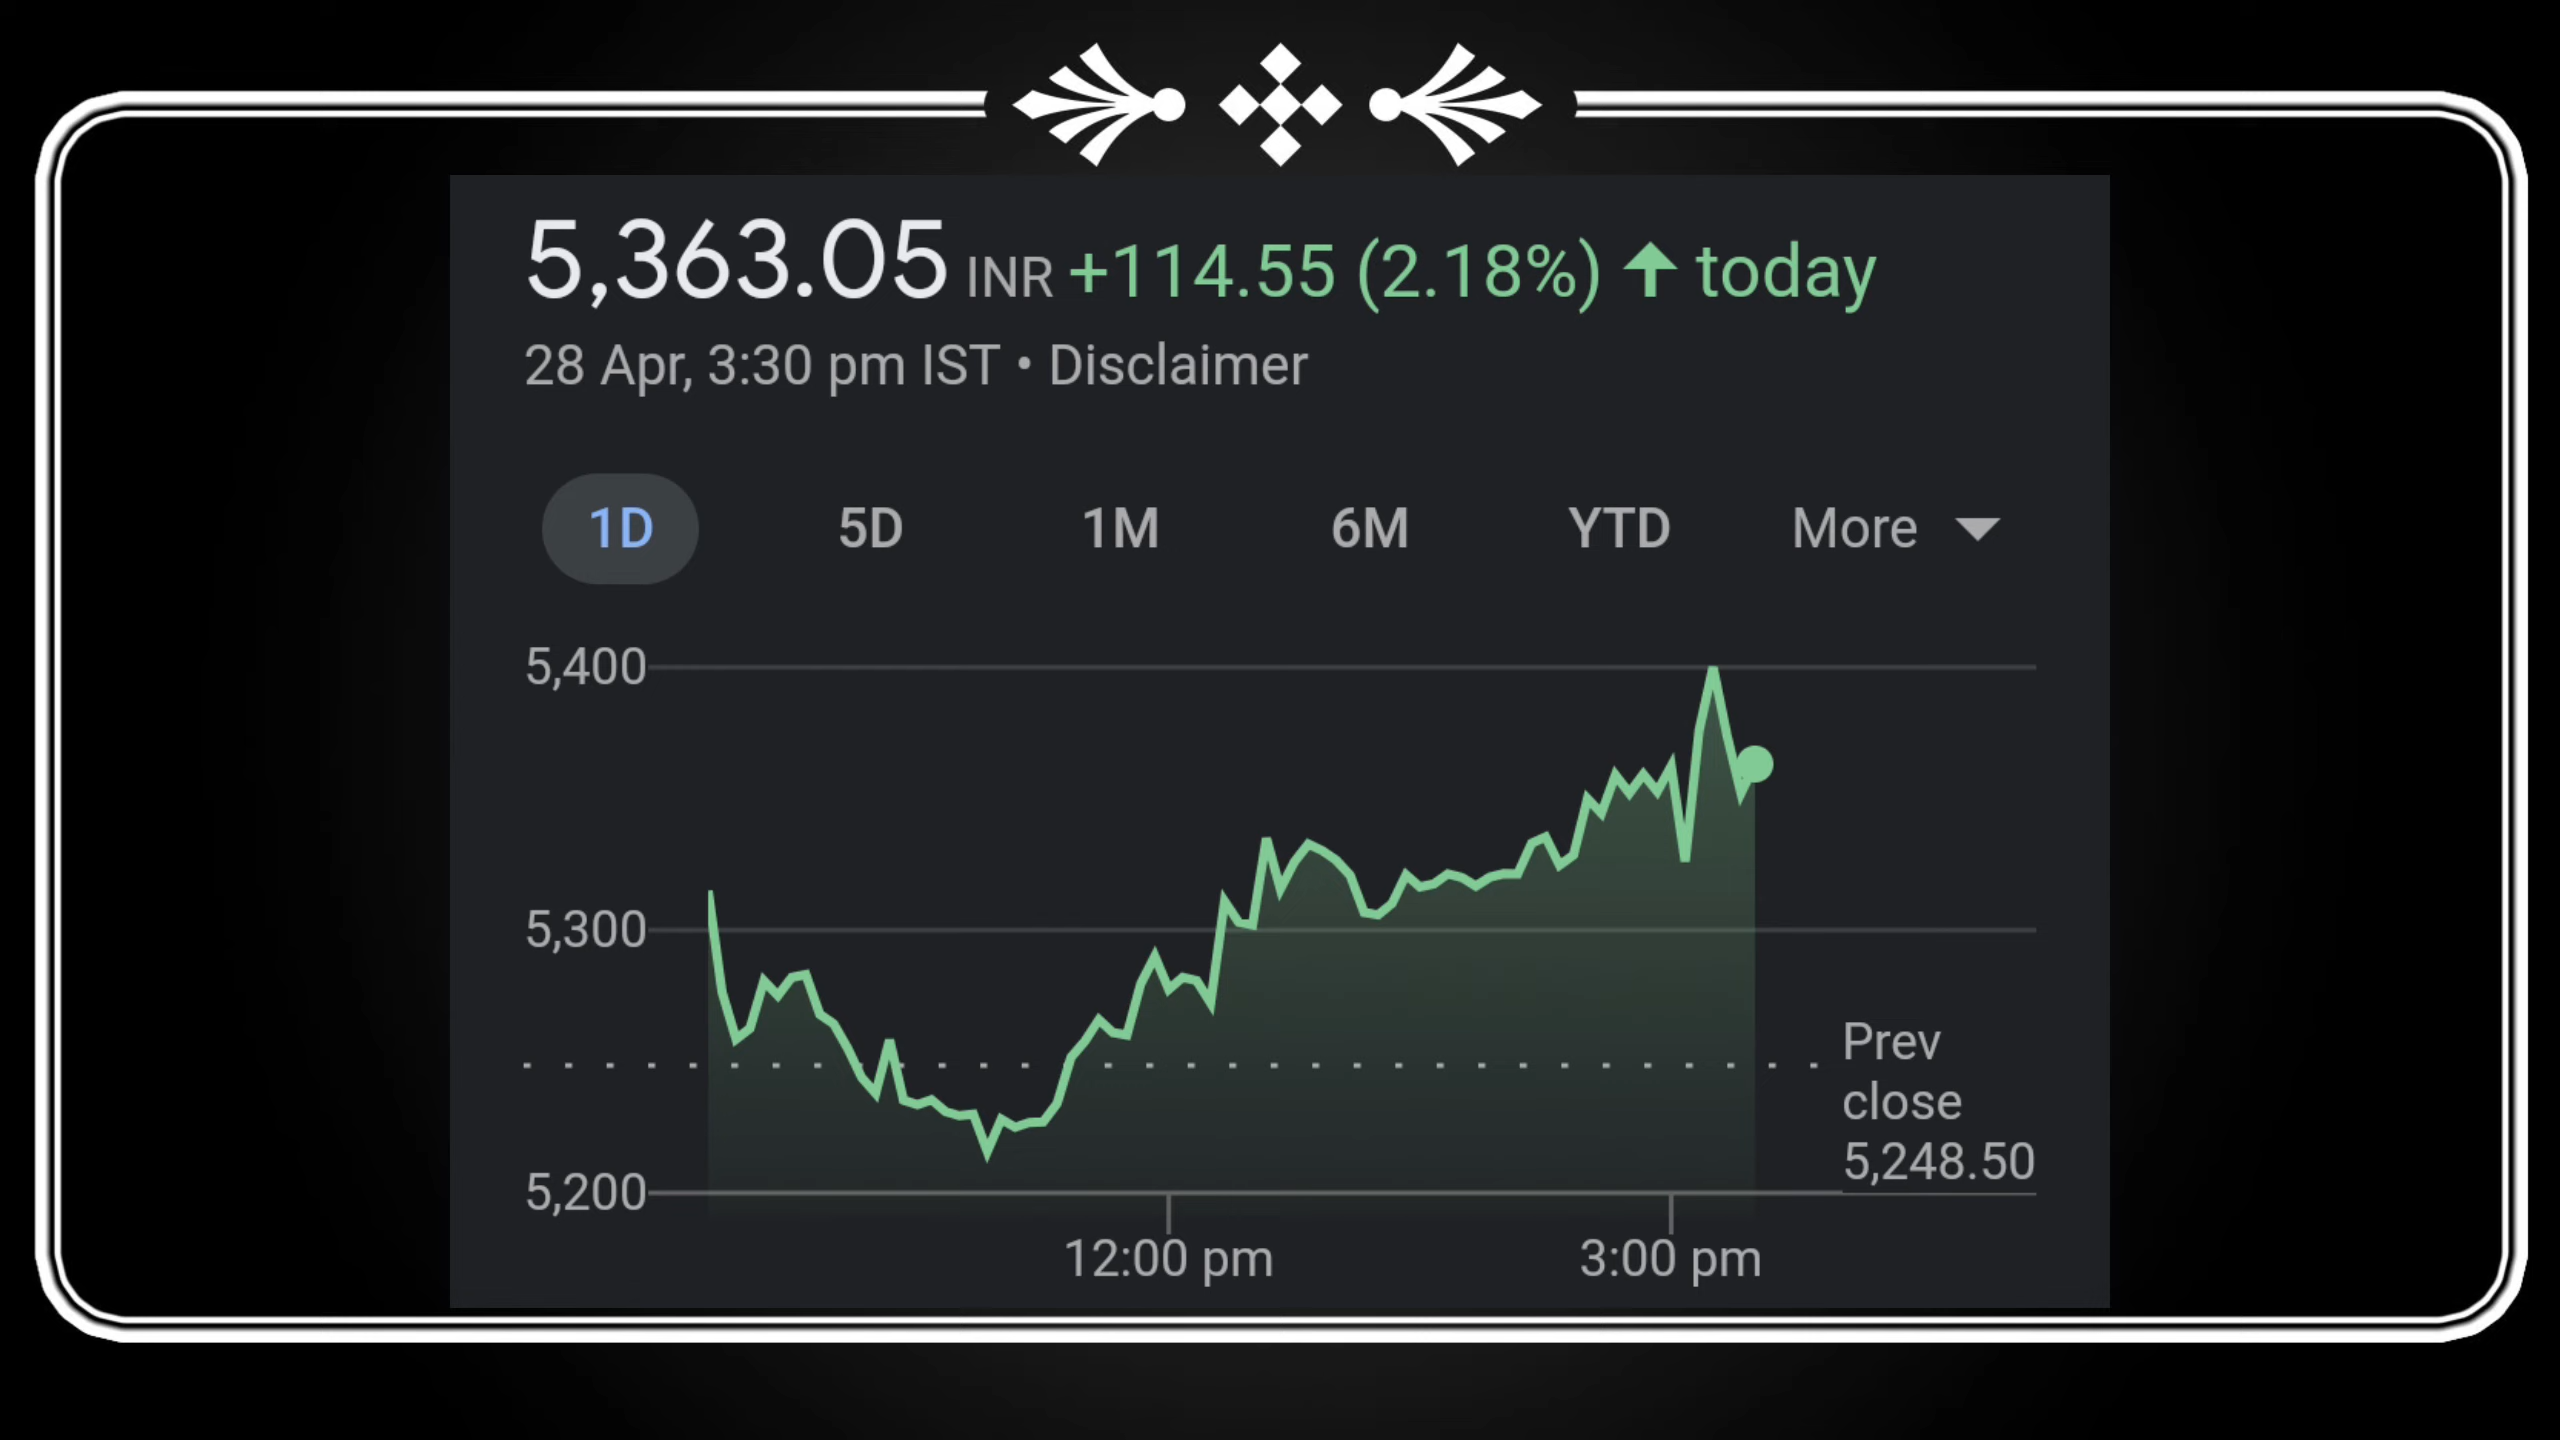 5,363.05 INR +114.55 (2.18%) today
28 Apr, 3:30 pm IST • Disclaimer
1D 5D 1M 6M YTD More
5,400
5,300
Prev
close
5,248.50
5,200
12:00 pm 3:00 pm